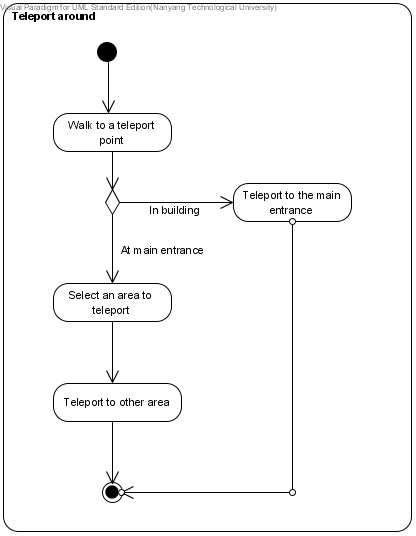 Visual Paradigm for UML Standard Edition(Nanyang Technological University)
Teleport around
Walk to a teleport
point
Teleport to the main
entrance
In building
At main entrance
Select an area to
teleport
Teleport to other area